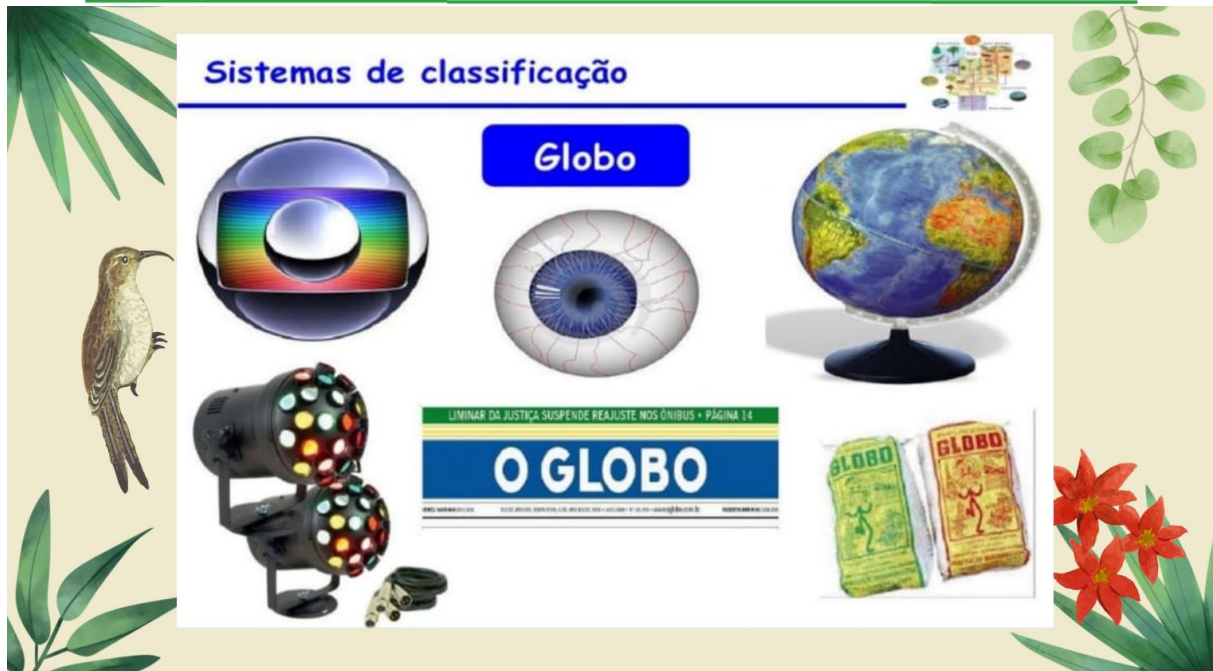 Sistemas de classificação
Globo
LIMINAR DA JUSTIÇA SUSPENDE REAJUSTE NOS ÔNIBUS • PÁGINA 14
O GLOBO
GLOBO
GLOBO